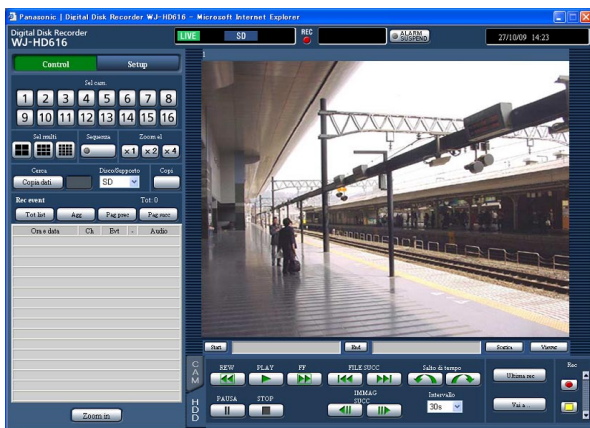 Panasonic | Digital Disk Recorder WJ-HD616 - Microsoft Internet Explorer
Digital Disk Recorder
WJ-HD616
LIVE SD REC ALARM SUSPEND 27/10/09 14:23
Control Setup
1
Sel cam.
1 2 3 4 5 6 7 8
9 10 11 12 13 14 15 16
Sel multi Sequenza Zoom el
x1 x2 x4
Cerca Disco/Supporto Copi
Copia dati SD
Rec event Tot: 0
Tot list Agg Pag prec Pag succ
Ora e data Ch Evt - Audio
Zoom in
Start End Scarica Viewer
CAM
HDD
REW PLAY FF FILE SUCC Salto di tempo Ultima rec Rec
PAUSA STOP IMMAG SUCC Intervallo
30s Vai a ..